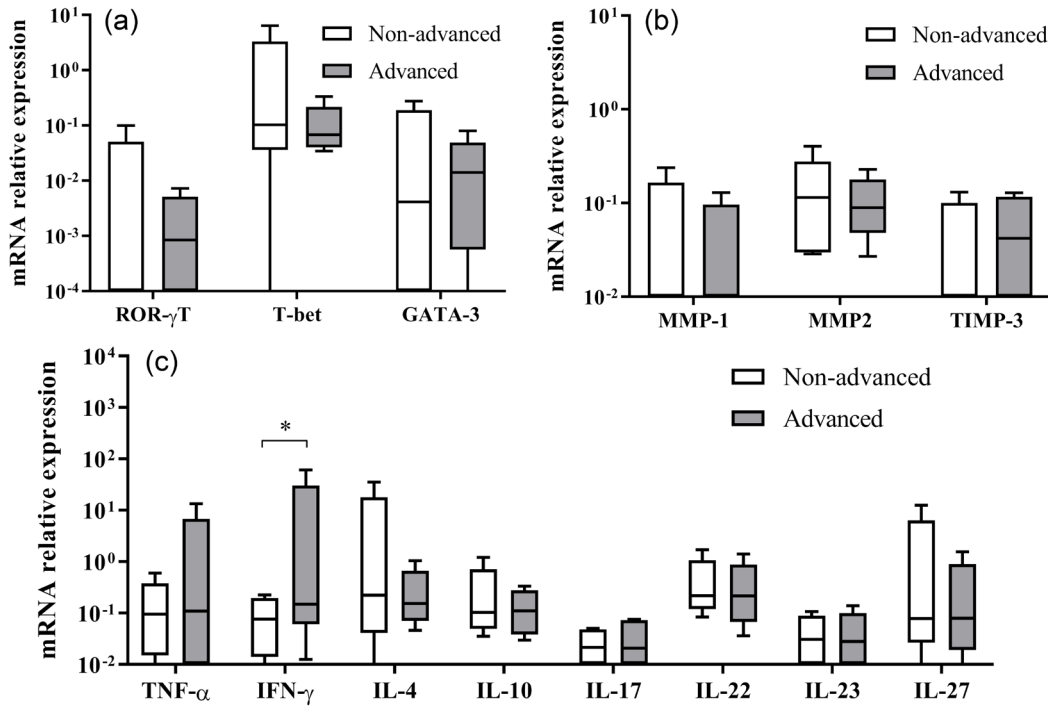 (a)
Non-advanced
Advanced
mRNA relative expression
10^1
10^0
10^-1
10^-2
10^-3
10^-4
ROR-γT T-bet GATA-3
(b)
Non-advanced
Advanced
mRNA relative expression
10^1
10^0
10^-1
10^-2
MMP-1 MMP2 TIMP-3
(c)
Non-advanced
Advanced
mRNA relative expression
10^4
10^3
10^2
10^1
10^0
10^-1
10^-2
*
TNF-α IFN-γ IL-4 IL-10 IL-17 IL-22 IL-23 IL-27